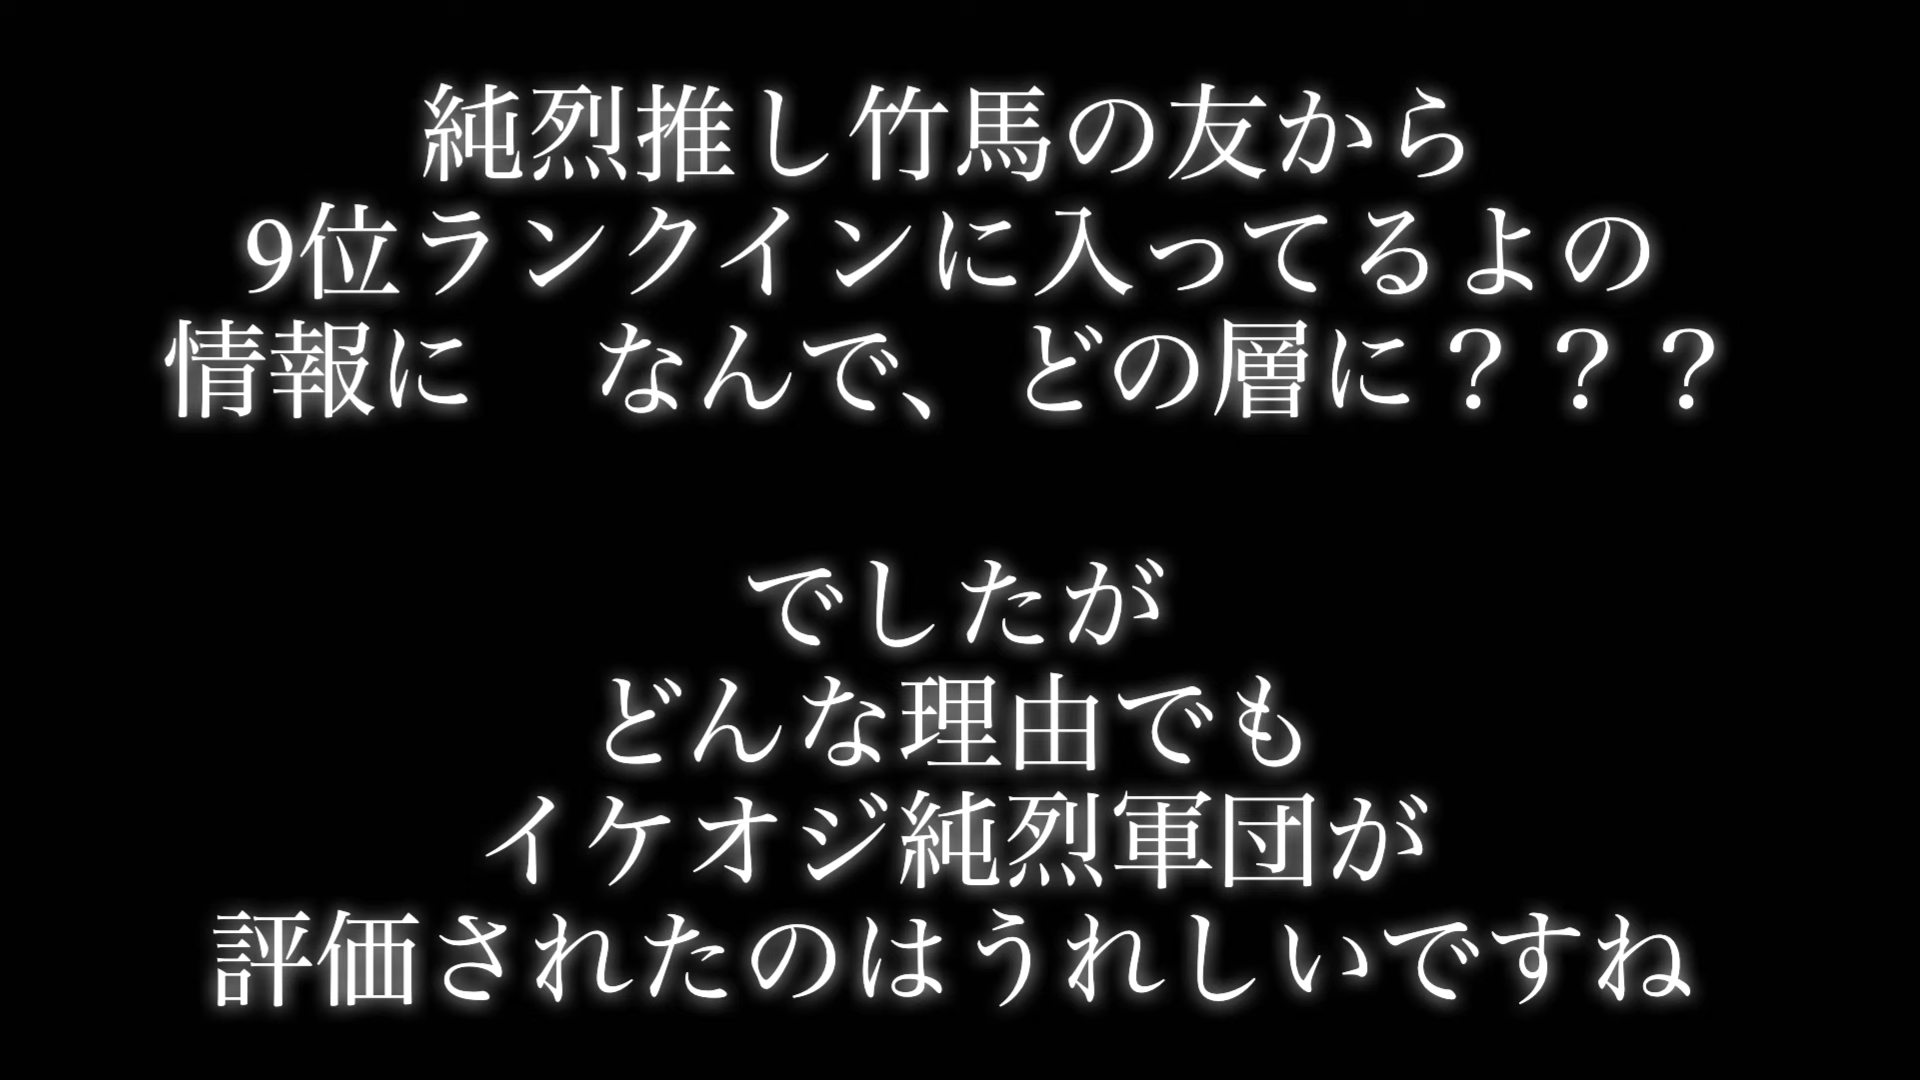 純烈推し竹馬の友から
9位ランクインに入ってるよの
情報に　なんで、どの層に？？？
でしたが
どんな理由でも
イケオジ純烈軍団が
評価されたのはうれしいですね